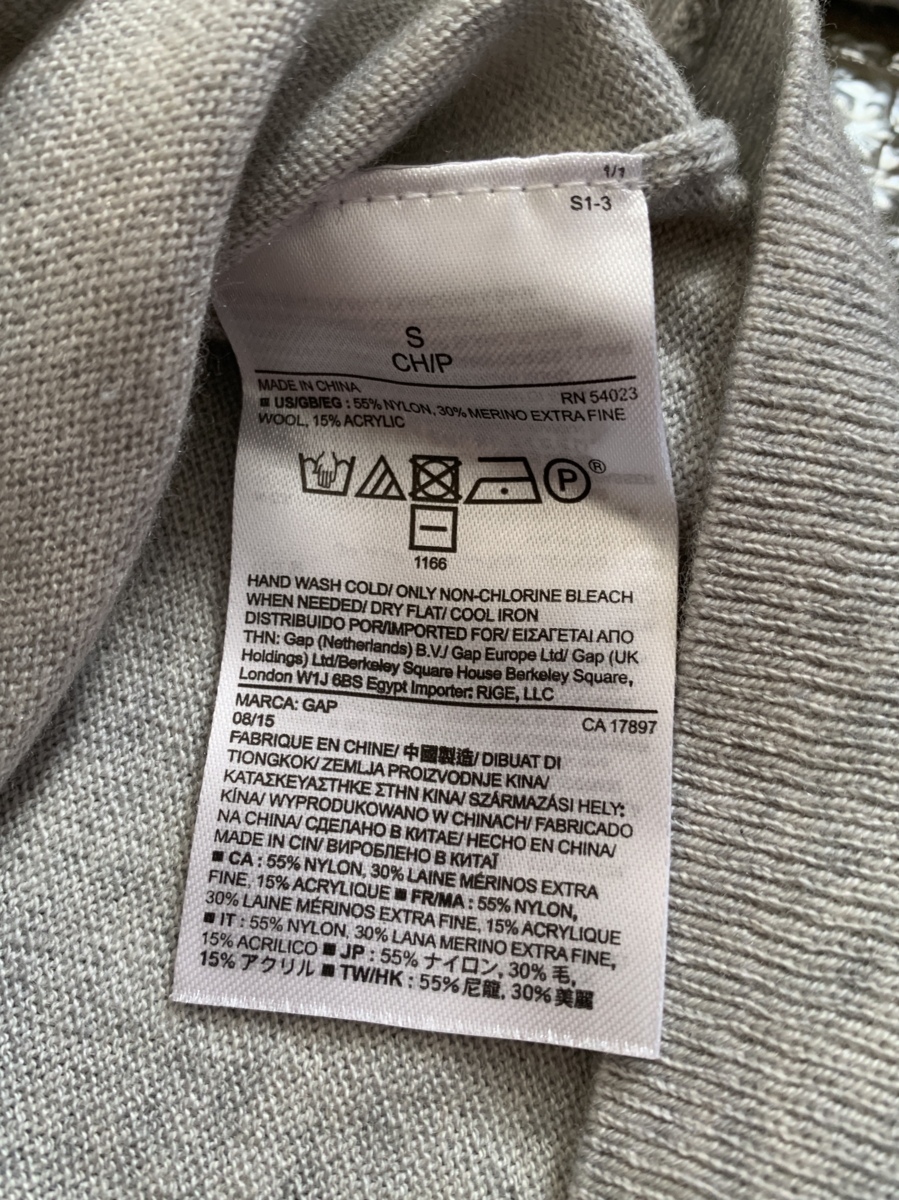 1/1
S1-3
S
CH/P
MADE IN CHINA RN 54023
■ US/GB/EG : 55% NYLON, 30% MERINO EXTRA FINE
WOOL, 15% ACRYLIC
P®
1166
HAND WASH COLD/ ONLY NON-CHLORINE BLEACH
WHEN NEEDED/ DRY FLAT/ COOL IRON
DISTRIBUIDO POR/IMPORTED FOR/ ΕΙΣΑΓΕΤΑΙ ΑΠΟ
THN: Gap (Netherlands) B.V./ Gap Europe Ltd/ Gap (UK
Holdings) Ltd/Berkeley Square House Berkeley Square,
London W1J 6BS Egypt Importer: RIGE, LLC
MARCA: GAP CA 17897
08/15
FABRIQUE EN CHINE/ 中國製造/ DIBUAT DI
TIONGKOK/ ZEMLJA PROIZVODNJE KINA/
ΚΑΤΑΣΚΕΥΑΣΤΗΚΕ ΣΤΗΝ ΚΙΝΑ/ SZÁRMAZÁSI HELY:
KÍNA/ WYPRODUKOWANO W CHINACH/ FABRICADO
NA CHINA/ СДЕЛАНО В КИТАЕ/ HECHO EN CHINA/
MADE IN CIN/ ВИРОБЛЕНО В КИТАЇ
■ CA : 55% NYLON, 30% LAINE MÉRINOS EXTRA
FINE, 15% ACRYLIQUE ■ FR/MA : 55% NYLON,
30% LAINE MÉRINOS EXTRA FINE, 15% ACRYLIQUE
■ IT : 55% NYLON, 30% LANA MERINO EXTRA FINE,
15% ACRILICO ■ JP : 55% ナイロン, 30% 毛,
15% アクリル ■ TW/HK : 55% 尼龍, 30% 美麗